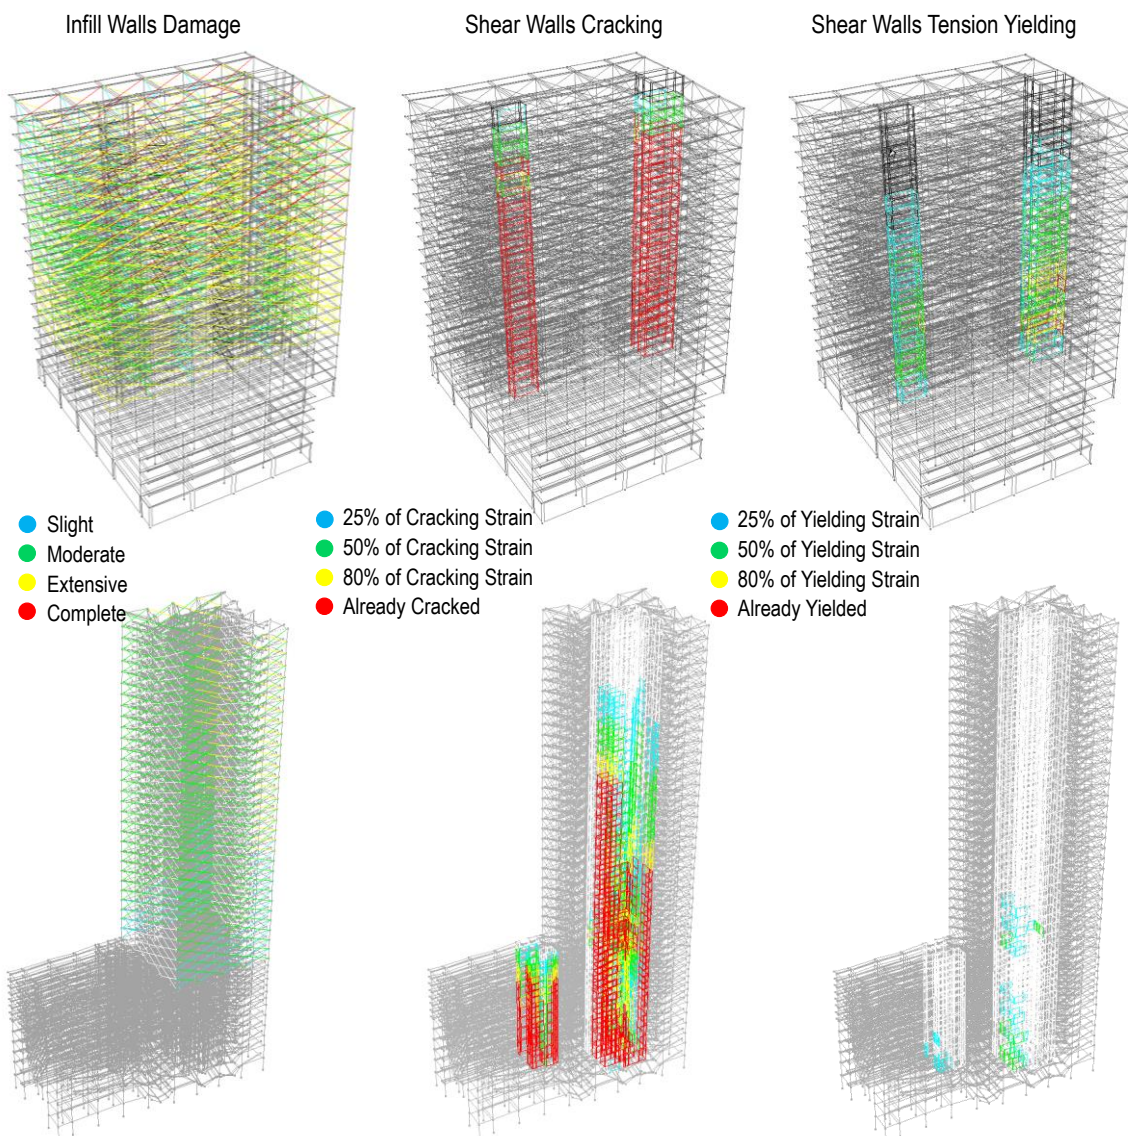 Infill Walls Damage
Shear Walls Cracking
Shear Walls Tension Yielding
Slight
Moderate
Extensive
Complete
25% of Cracking Strain
50% of Cracking Strain
80% of Cracking Strain
Already Cracked
25% of Yielding Strain
50% of Yielding Strain
80% of Yielding Strain
Already Yielded